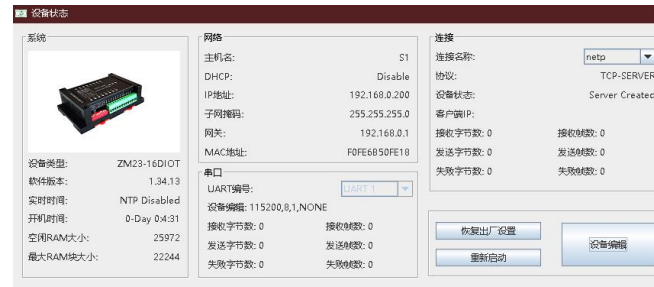 设备状态
系统
设备类型: ZM23-16DIOT
软件版本: 1.34.13
实时时间: NTP Disabled
开机时间: 0-Day 0:4:31
空闲RAM大小: 25972
最大RAM块大小: 22244
网络
主机名: S1
DHCP: Disable
IP地址: 192.168.0.200
子网掩码: 255.255.255.0
网关: 192.168.0.1
MAC地址: F0FE6B50FE18
串口
UART编号: UART 1
设备编辑: 115200,8,1,NONE
接收字节数: 0 接收帧数: 0
发送字节数: 0 发送帧数: 0
失败字节数: 0 失败帧数: 0
连接
连接名称: netp
协议: TCP-SERVER
设备状态: Server Created
客户端IP:
接收字节数: 0 接收帧数: 0
发送字节数: 0 发送帧数: 0
失败字节数: 0 失败帧数: 0
恢复出厂设置
重新启动
设备编辑